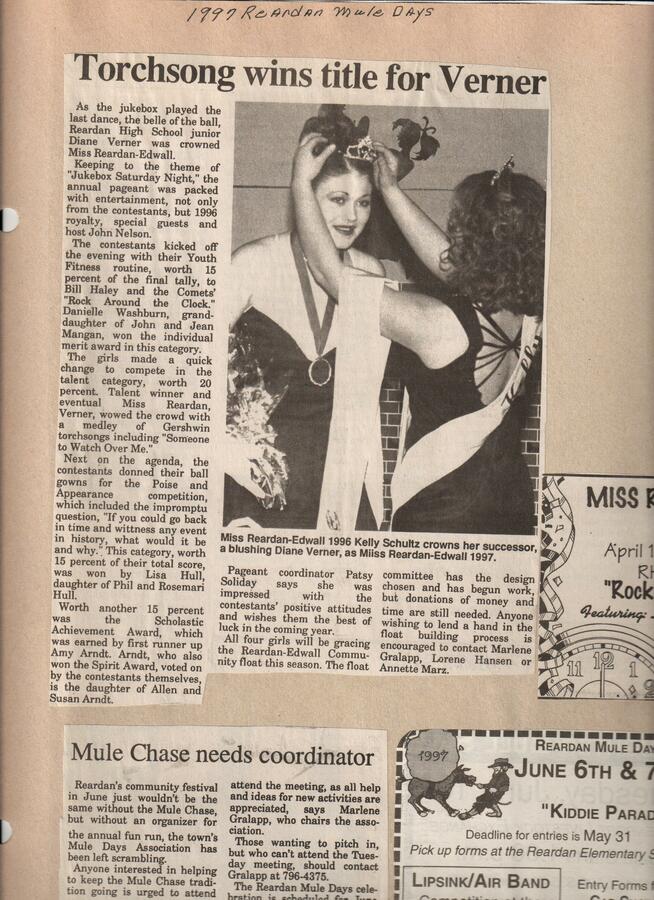 1997 Reardan Mule Days
Torchsong wins title for Verner
As the jukebox played the
last dance, the belle of the ball,
Reardan High School junior
Diane Verner was crowned
Miss Reardan-Edwall.
Keeping to the theme of
"Jukebox Saturday Night," the
annual pageant was packed
with entertainment, not only
from the contestants, but 1996
royalty, special guests and
host John Nelson.
The contestants kicked off
the evening with their Youth
Fitness routine, worth 15
percent of the final tally, to
Bill Haley and the Comets'
"Rock Around the Clock."
Danielle Washburn, grand-
daughter of John and Jean
Mangan, won the individual
merit award in this category.
The girls made a quick
change to compete in the
talent category, worth 20
percent. Talent winner and
eventual Miss Reardan,
Verner, wowed the crowd with
a medley of Gershwin
torchsongs including "Someone
to Watch Over Me."
Next on the agenda, the
contestants donned their ball
gowns for the Poise and
Appearance competition,
which included the impromptu
question, "If you could go back
in time and witness any event
in history, what would it be
and why." This category, worth
15 percent of their total score,
was won by Lisa Hull,
daughter of Phil and Rosemari
Hull.
Worth another 15 percent
was the Scholastic
Achievement Award, which
was earned by first runner up
Amy Arndt. Arndt, who also
won the Spirit Award, voted on
by the contestants themselves,
is the daughter of Allen and
Susan Arndt.
Miss Reardan-Edwall 1996 Kelly Schultz crowns her successor,
a blushing Diane Verner, as Miiss Reardan-Edwall 1997.
Pageant coordinator Patsy
Soliday says she was
impressed with the
contestants' positive attitudes
and wishes them the best of
luck in the coming year.
All four girls will be gracing
the Reardan-Edwall Commu-
nity float this season. The float
committee has the design
chosen and has begun work,
but donations of money and
time are still needed. Anyone
wishing to lend a hand in the
float building process is
encouraged to contact Marlene
Gralapp, Lorene Hansen or
Annette Marz.
MISS R
April 1
RH
"Rock
Featuring:
11 12 1
Mule Chase needs coordinator
Reardan's community festival
in June just wouldn't be the
same without the Mule Chase,
but without an organizer for
the annual fun run, the town's
Mule Days Association has
been left scrambling.
Anyone interested in helping
to keep the Mule Chase tradi-
tion going is urged to attend
attend the meeting, as all help
and ideas for new activities are
appreciated, says Marlene
Gralapp, who chairs the asso-
ciation.
Those wanting to pitch in,
but who can't attend the Tues-
day meeting, should contact
Gralapp at 796-4375.
The Reardan Mule Days cele-
bration is scheduled for June
1997
REARDAN MULE DAY
JUNE 6TH & 7
"KIDDIE PARAD
Deadline for entries is May 31
Pick up forms at the Reardan Elementary S
LIPSINK/AIR BAND
Entry Forms f